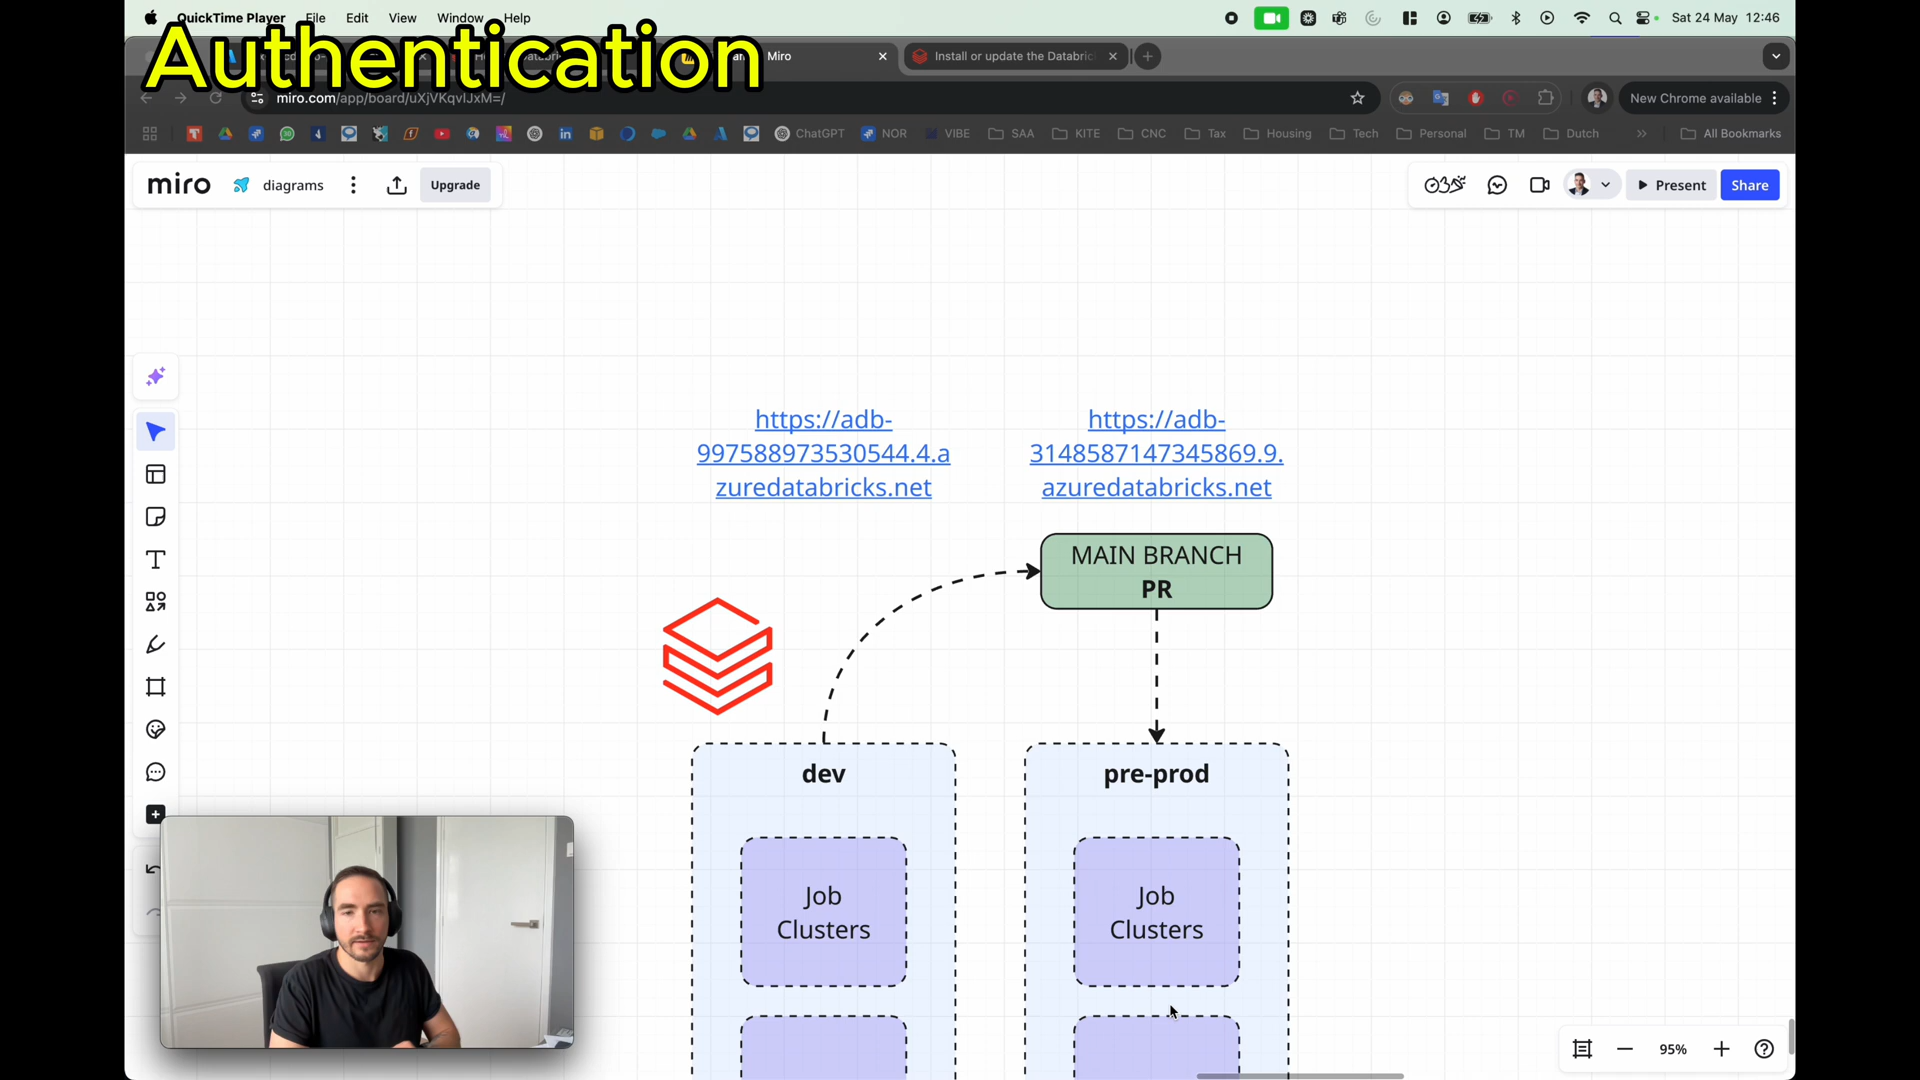 QuickTime Player File Edit View Window Help
Sat 24 May 12:46
Authentication
Miro
Install or update the Databric
miro.com/app/board/uXjVKqvIJxM=/
New Chrome available
ChatGPT NOR VIBE SAA KITE CNC Tax Housing Tech Personal TM Dutch All Bookmarks
miro diagrams Upgrade
Present Share
https://adb-
997588973530544.4.a
zuredatabricks.net
https://adb-
3148587147345869.9.
azuredatabricks.net
MAIN BRANCH
PR
dev
pre-prod
Job
Clusters
Job
Clusters
95%